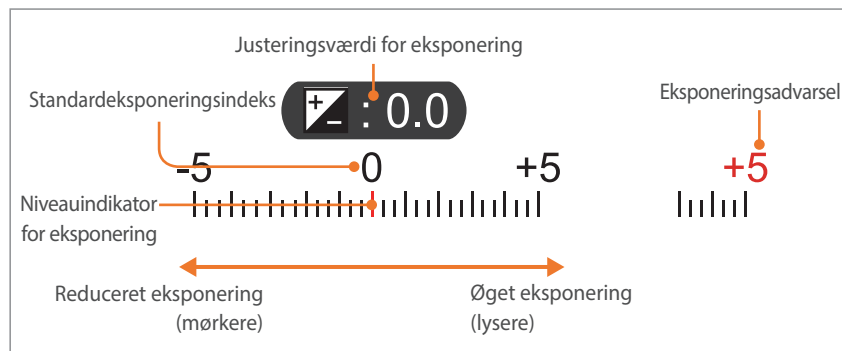 Justeringsværdi for eksponering
Standardeksponeringsindeks
Eksponeringsadvarsel
+ - : 0.0
-5 0 +5 +5
Niveauindikator
for eksponering
Reduceret eksponering
(mørkere)
Øget eksponering
(lysere)